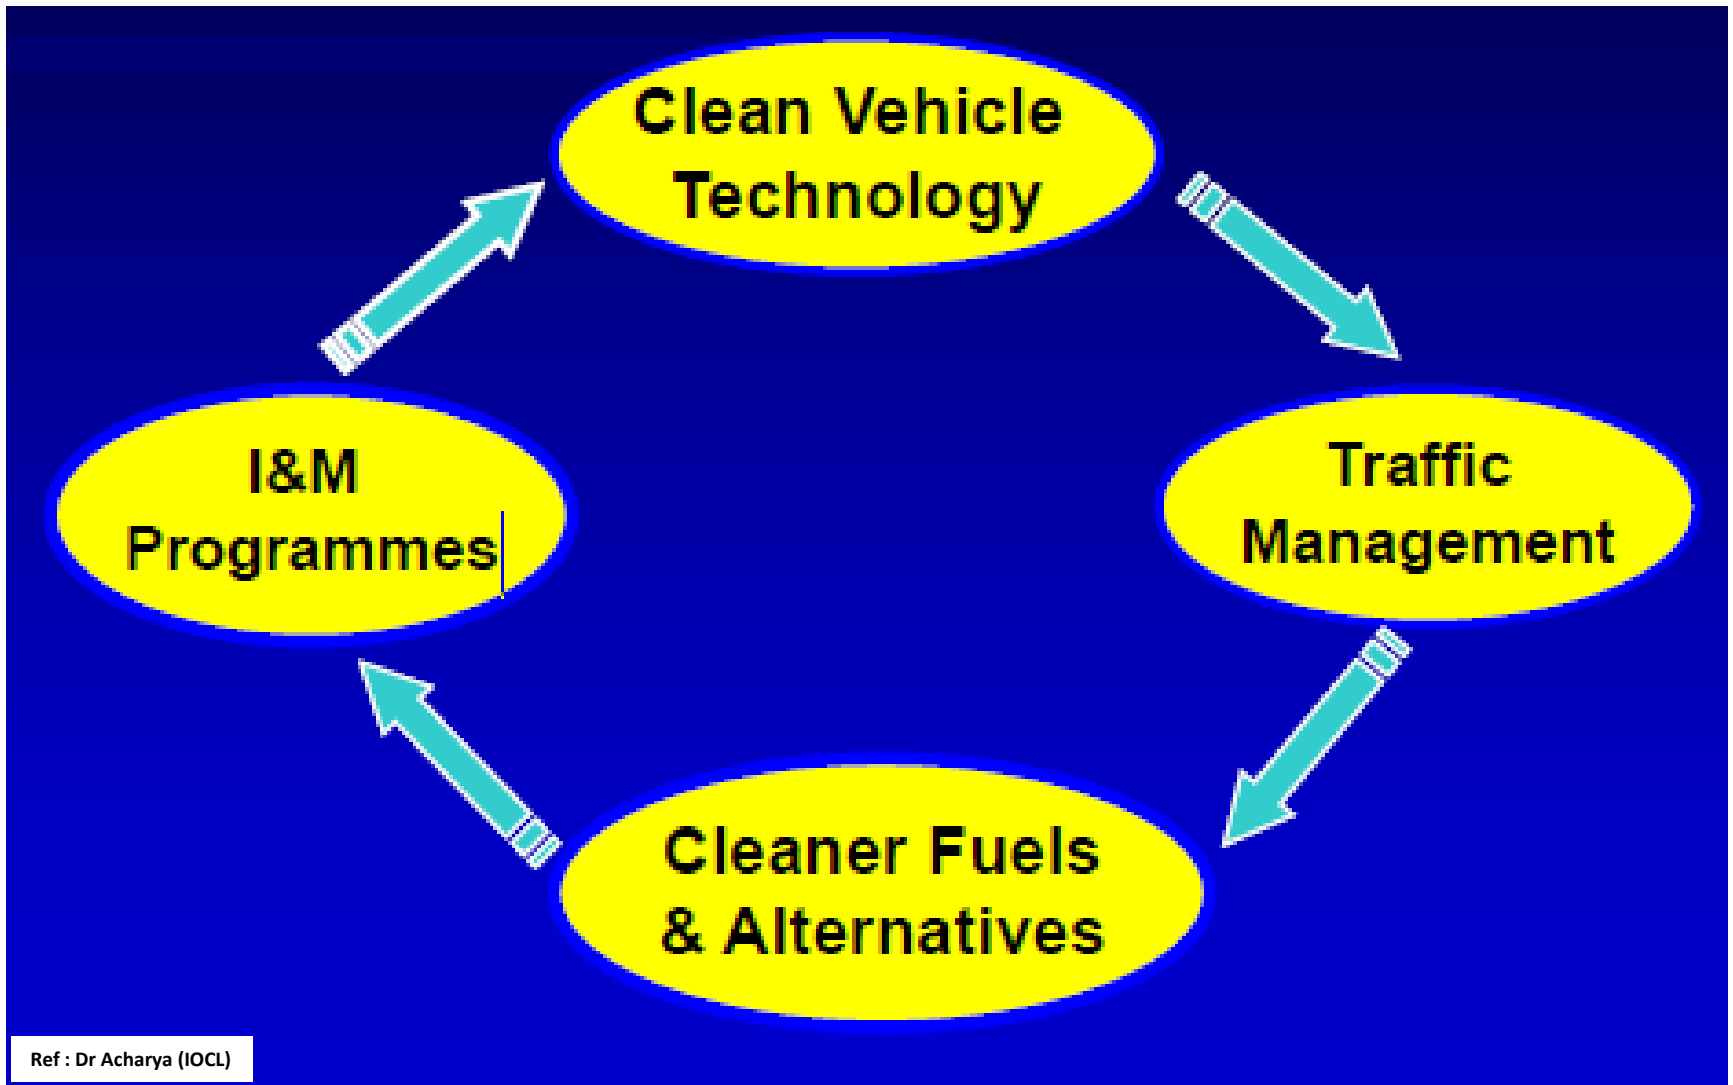 Clean Vehicle
Technology
I&M
Programmes
Traffic
Management
Cleaner Fuels
& Alternatives
Ref : Dr Acharya (IOCL)